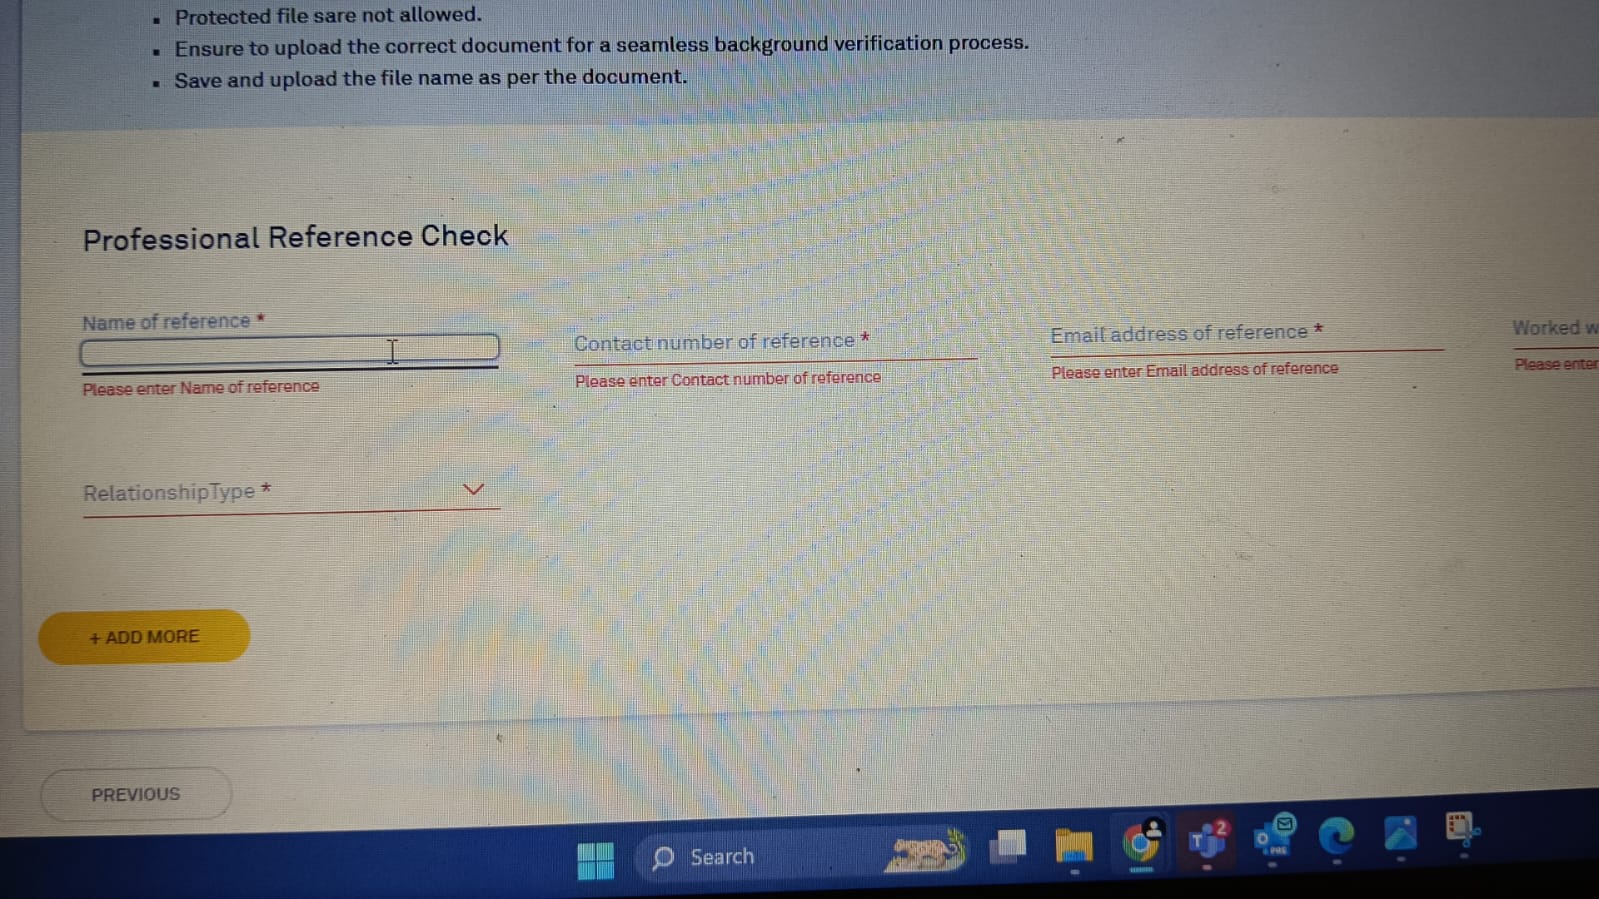 Protected file sare not allowed.
Ensure to upload the correct document for a seamless background verification process.
Save and upload the file name as per the document.
Professional Reference Check
Name of reference *
Please enter Name of reference
Contact number of reference *
Please enter Contact number of reference
Email address of reference *
Please enter Email address of reference
Worked w
Please enter
RelationshipType *
+ ADD MORE
PREVIOUS
Search
2